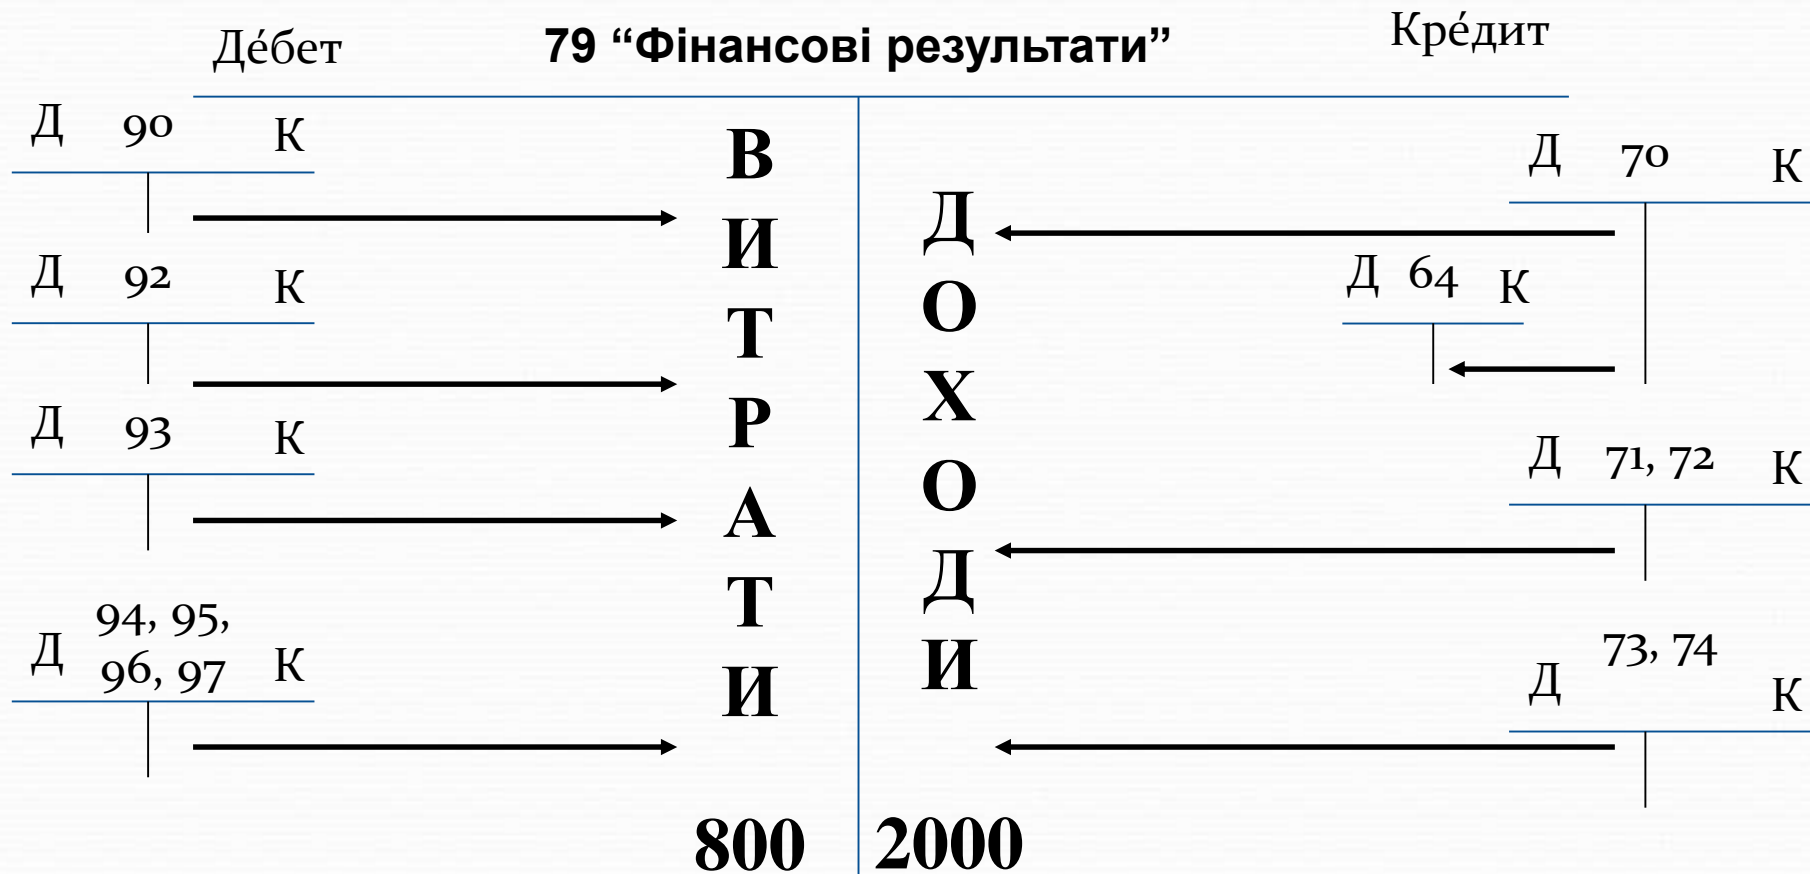 Де́бет
79 “Фінансові результати”
Кре́дит
Д 90 К
Д 92 К
Д 93 К
94, 95,
Д 96, 97 К
В
И
Т
Р
А
Т
И
800
Д
О
Х
О
Д
И
2000
Д 70 К
Д 64 К
Д 71, 72 К
73, 74
Д К